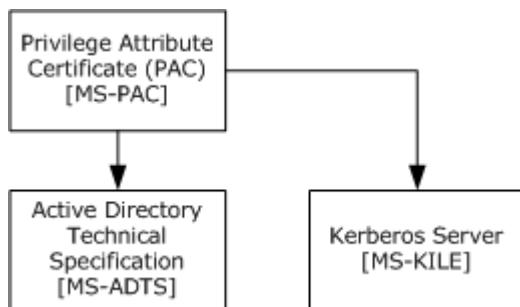 Privilege Attribute
Certificate (PAC)
[MS-PAC]
Active Directory
Technical
Specification
[MS-ADTS]
Kerberos Server
[MS-KILE]